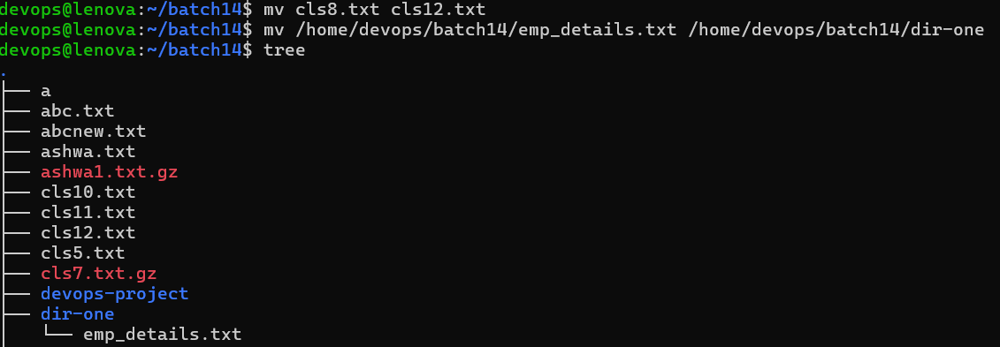 devops@lenova:~/batch14$ mv cls8.txt cls12.txt
devops@lenova:~/batch14$ mv /home/devops/batch14/emp_details.txt /home/devops/batch14/dir-one
devops@lenova:~/batch14$ tree
.
├── a
├── abc.txt
├── abcnew.txt
├── ashwa.txt
├── ashwa1.txt.gz
├── cls10.txt
├── cls11.txt
├── cls12.txt
├── cls5.txt
├── cls7.txt.gz
├── devops-project
├── dir-one
│   └── emp_details.txt